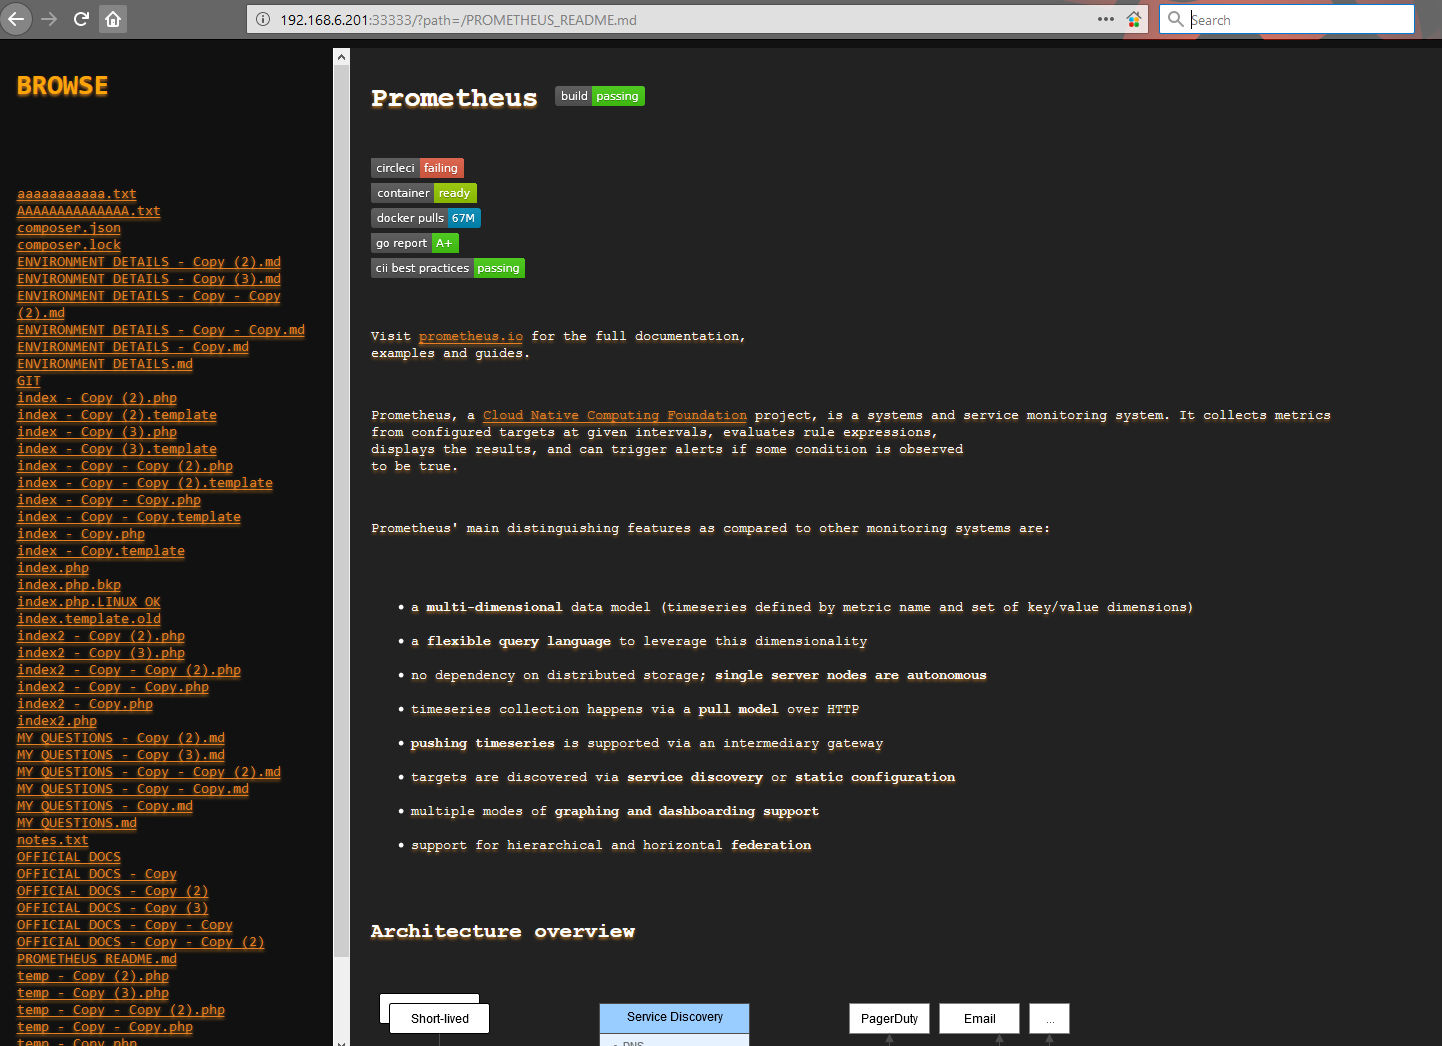 192.168.6.201:33333/?path=/PROMETHEUS_README.md
Search
BROWSE
aaaaaaaaaaa.txt
AAAAAAAAAAAAAA.txt
composer.json
composer.lock
ENVIRONMENT DETAILS - Copy (2).md
ENVIRONMENT DETAILS - Copy (3).md
ENVIRONMENT DETAILS - Copy - Copy
(2).md
ENVIRONMENT DETAILS - Copy - Copy.md
ENVIRONMENT DETAILS - Copy.md
ENVIRONMENT DETAILS.md
GIT
index - Copy (2).php
index - Copy (2).template
index - Copy (3).php
index - Copy (3).template
index - Copy - Copy (2).php
index - Copy - Copy (2).template
index - Copy - Copy.php
index - Copy - Copy.template
index - Copy.php
index - Copy.template
index.php
index.php.bkp
index.php.LINUX OK
index.template.old
index2 - Copy (2).php
index2 - Copy (3).php
index2 - Copy - Copy (2).php
index2 - Copy - Copy.php
index2 - Copy.php
index2.php
MY QUESTIONS - Copy (2).md
MY QUESTIONS - Copy (3).md
MY QUESTIONS - Copy - Copy (2).md
MY QUESTIONS - Copy - Copy.md
MY QUESTIONS - Copy.md
MY QUESTIONS.md
notes.txt
OFFICIAL DOCS
OFFICIAL DOCS - Copy
OFFICIAL DOCS - Copy (2)
OFFICIAL DOCS - Copy (3)
OFFICIAL DOCS - Copy - Copy
OFFICIAL DOCS - Copy - Copy (2)
PROMETHEUS_README.md
temp - Copy (2).php
temp - Copy (3).php
temp - Copy - Copy (2).php
temp - Copy - Copy.php
temp - Copy.php
Prometheus build passing
circleci failing
container ready
docker pulls 67M
go report A+
cii best practices passing
Visit prometheus.io for the full documentation,
examples and guides.
Prometheus, a Cloud Native Computing Foundation project, is a systems and service monitoring system. It collects metrics
from configured targets at given intervals, evaluates rule expressions,
displays the results, and can trigger alerts if some condition is observed
to be true.
Prometheus' main distinguishing features as compared to other monitoring systems are:
• a multi-dimensional data model (timeseries defined by metric name and set of key/value dimensions)
• a flexible query language to leverage this dimensionality
• no dependency on distributed storage; single server nodes are autonomous
• timeseries collection happens via a pull model over HTTP
• pushing timeseries is supported via an intermediary gateway
• targets are discovered via service discovery or static configuration
• multiple modes of graphing and dashboarding support
• support for hierarchical and horizontal federation
Architecture overview
Short-lived
Service Discovery
• DNS
PagerDuty
Email
...